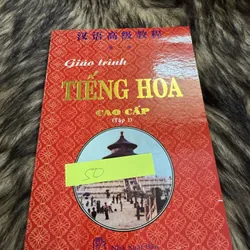 汉语高级教程
Giáo trình
TIẾNG HOA
CAO CẤP
(Tập 1)
50